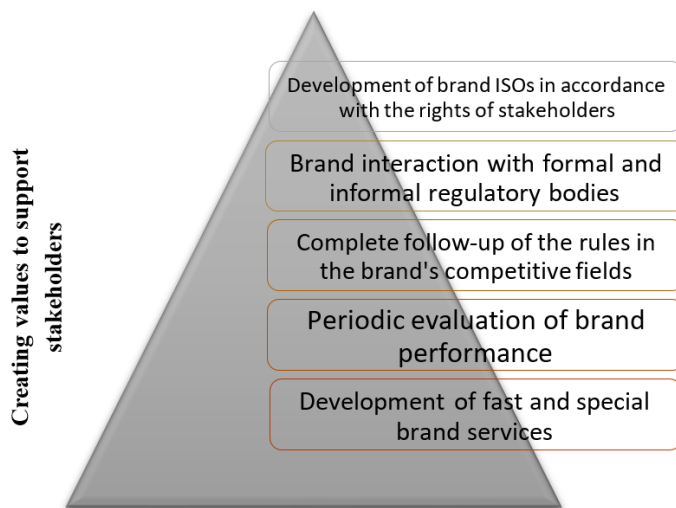 Creating values to support
stakeholders
Development of brand ISOs in accordance
with the rights of stakeholders
Brand interaction with formal and
informal regulatory bodies
Complete follow-up of the rules in
the brand's competitive fields
Periodic evaluation of brand
performance
Development of fast and special
brand services